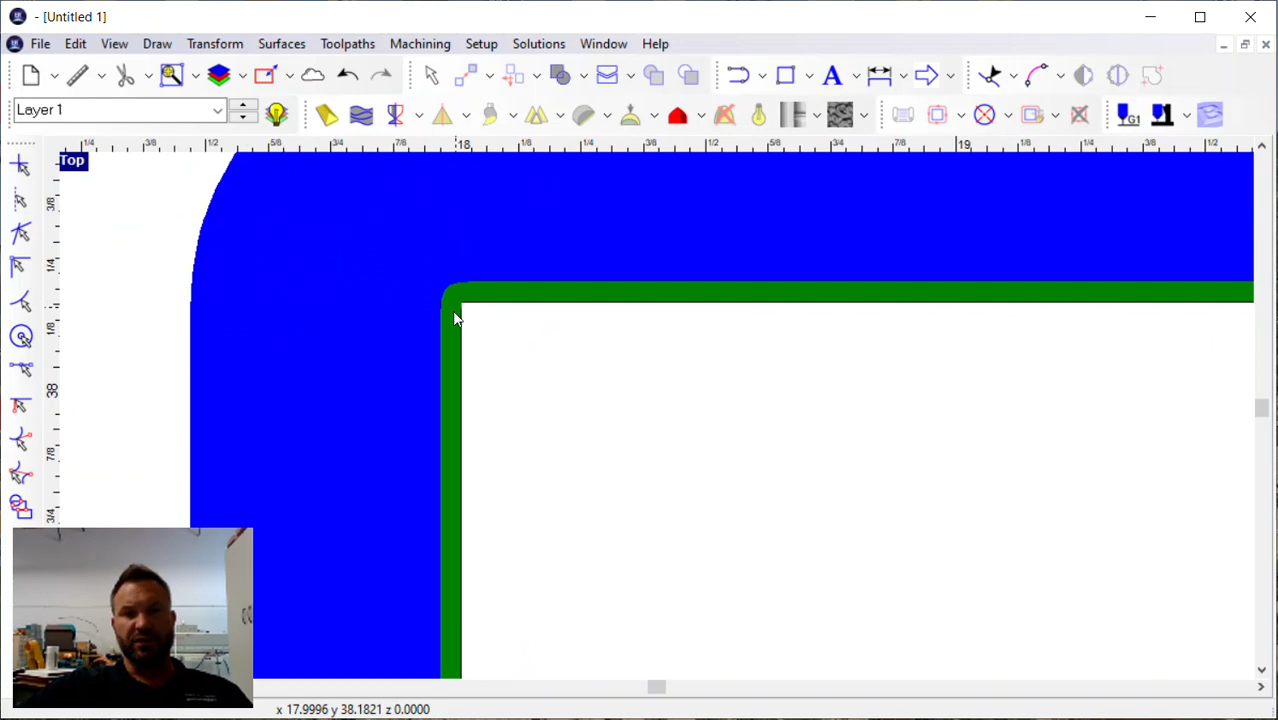 - [Untitled 1]
File Edit View Draw Transform Surfaces Toolpaths Machining Setup Solutions Window Help
Layer 1
G1
1/4 3/8 1/2 5/8 3/4 7/8 18 1/8 1/4 3/8 1/2 5/8 3/4 7/8 19 1/8 1/4 3/8 1/2
Top
3/8
1/4
1/8
38
7/8
3/4
x 17.9996 y 38.1821 z 0.0000